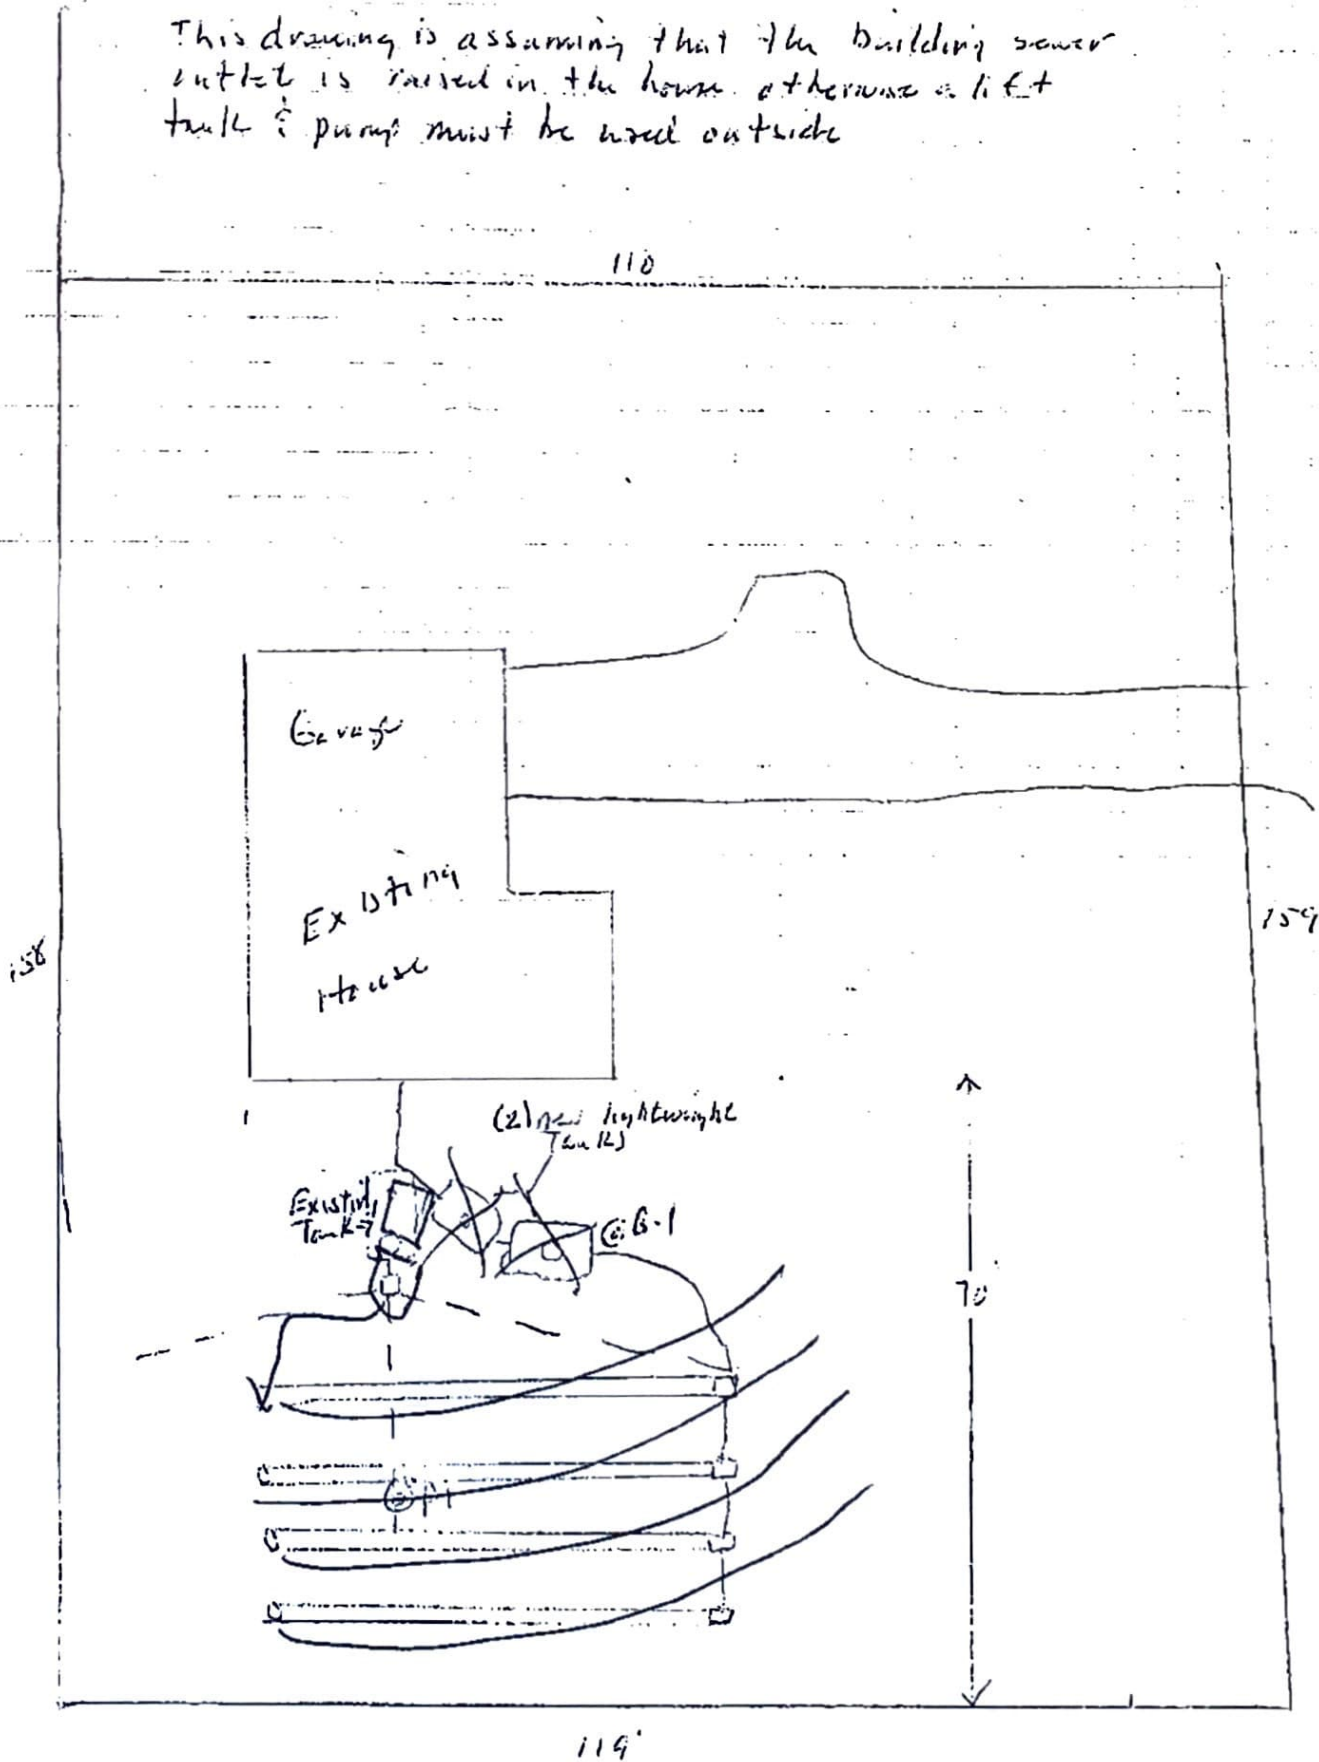 This drawing is assuming that the building sewer
outlet is raised in the house otherwise a lift
tank & pump must be used outside
110
Garage
Existing
House
158
159
(2) new lightweight
Tanks
Existing
Tank
B-1
70'
P1
119'